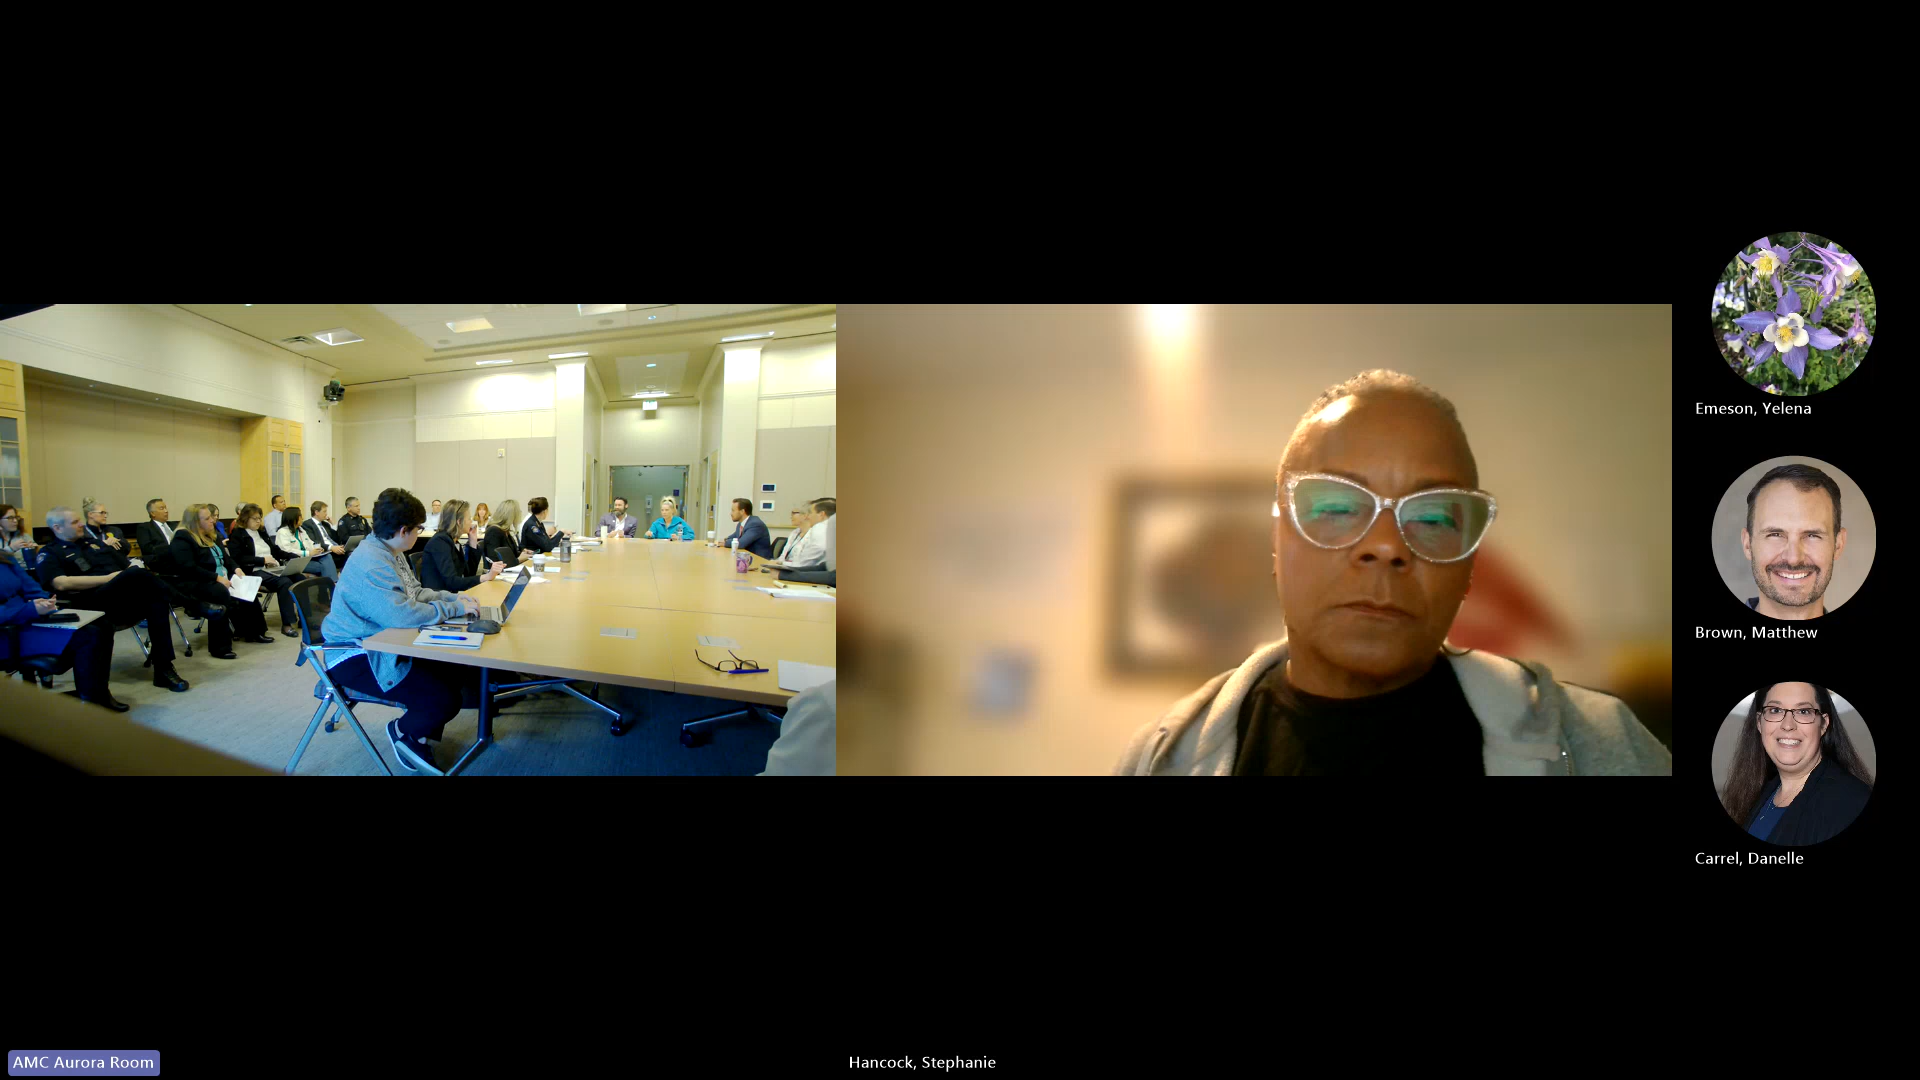 Emeson, Yelena
Brown, Matthew
Carrel, Danelle
AMC Aurora Room
Hancock, Stephanie